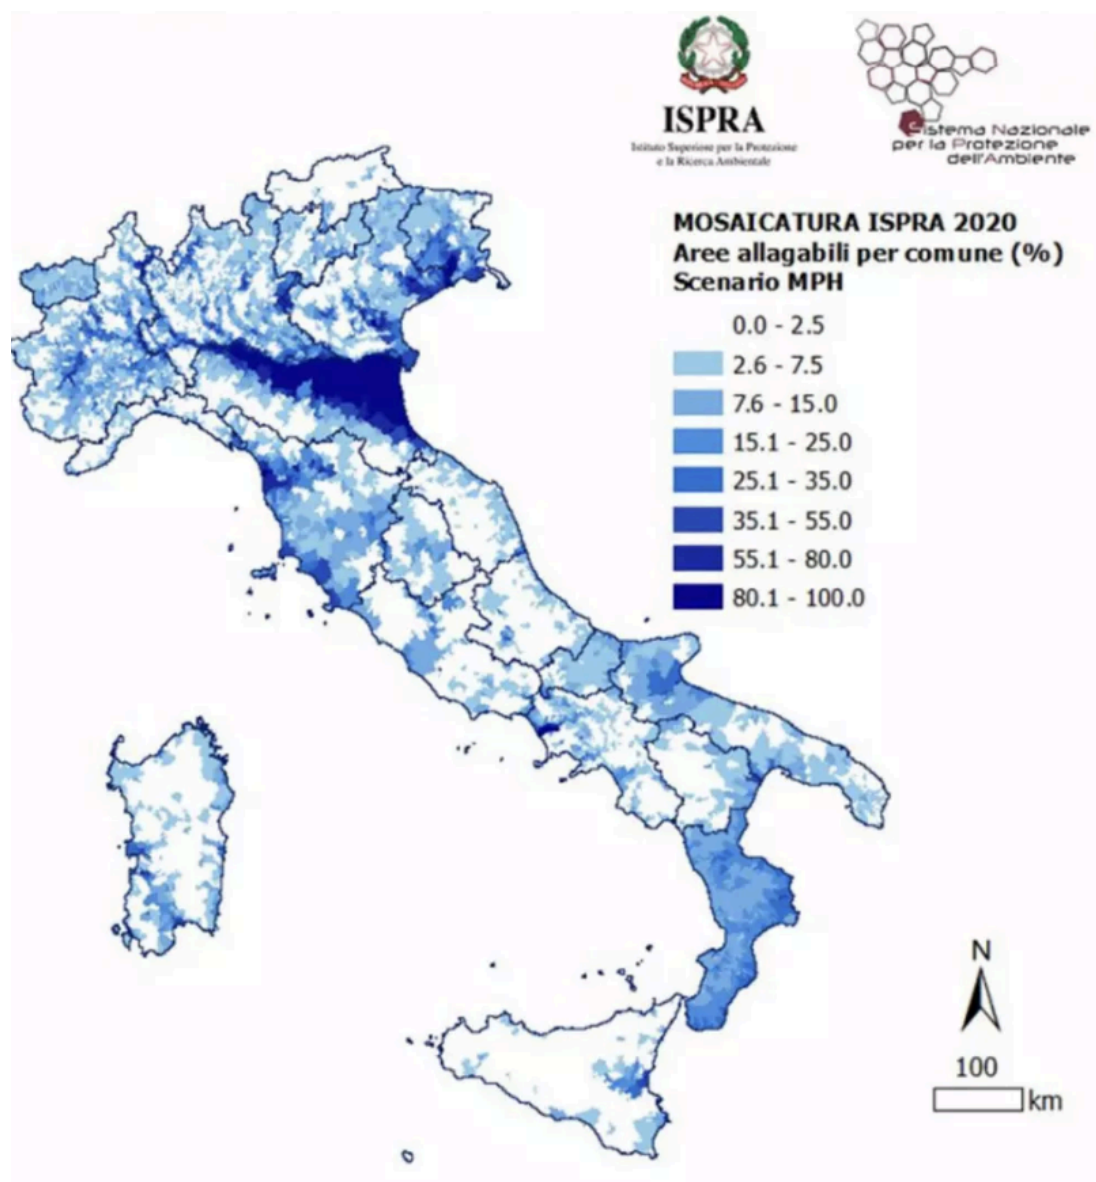 ISPRA
Istituto Superiore per la Protezione
e la Ricerca Ambientale
Sistema Nazionale
per la Protezione
dell'Ambiente
MOSAICATURA ISPRA 2020
Aree allagabili per comune (%)
Scenario MPH
0.0 - 2.5
2.6 - 7.5
7.6 - 15.0
15.1 - 25.0
25.1 - 35.0
35.1 - 55.0
55.1 - 80.0
80.1 - 100.0
N
100
km